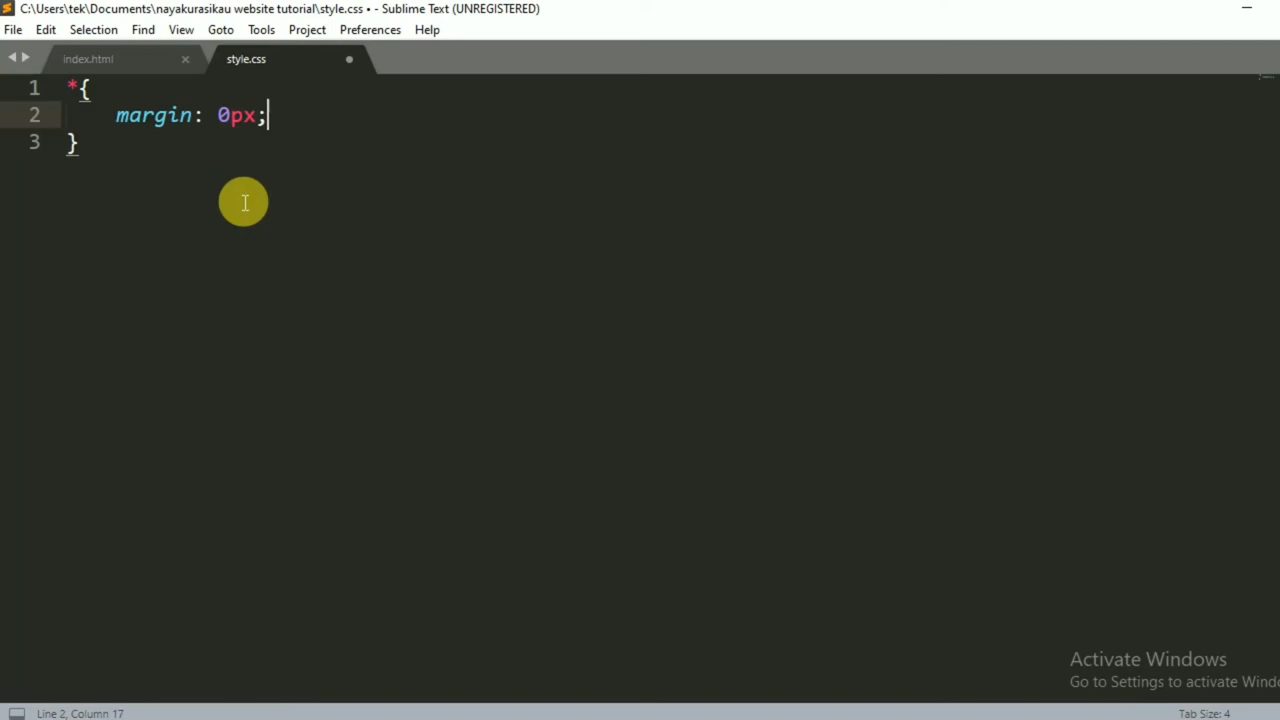 C:\Users\tek\Documents\nayakurasikau website tutorial\style.css • - Sublime Text (UNREGISTERED)
File Edit Selection Find View Goto Tools Project Preferences Help
index.html style.css
1 *{
2 margin: 0px;
3 }
Activate Windows
Go to Settings to activate Windo
Line 2, Column 17 Tab Size: 4